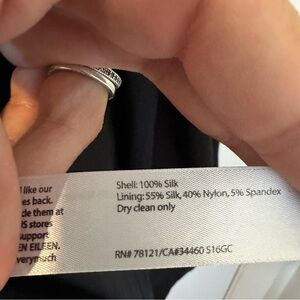 like our
es back.
de them at
stores
support
EN EILEEN.
verymuch
Shell: 100% Silk
Lining: 55% Silk, 40% Nylon, 5% Spandex
Dry clean only
RN# 78121/CA#34460 S16GC